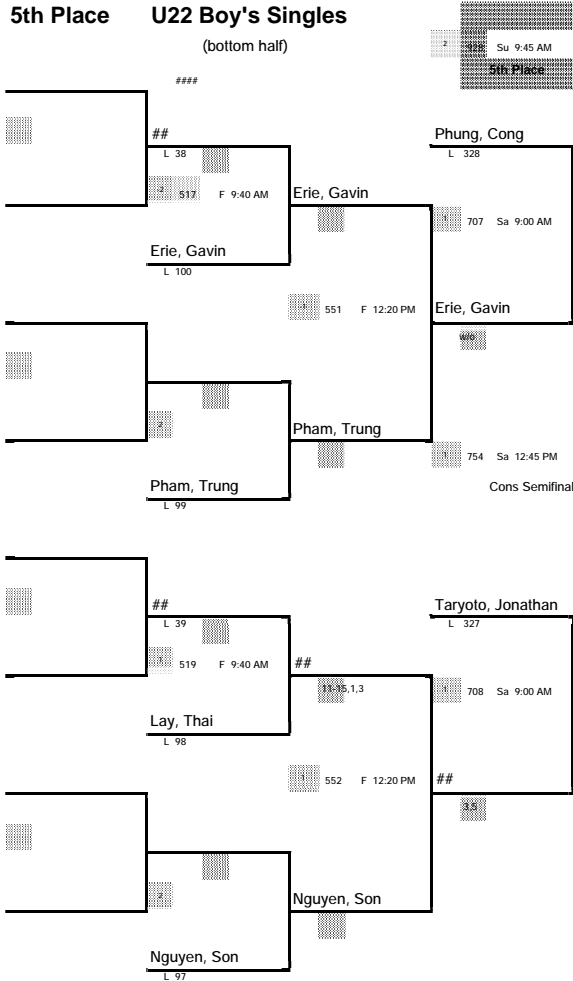 5th Place U22 Boy's Singles
(bottom half)
2 928 Su 9:45 AM
5th Place
####
##
Phung, Cong
L 38
L 328
-2 517 F 9:40 AM
Erie, Gavin
1 707 Sa 9:00 AM
Erie, Gavin
L 100
551 F 12:20 PM
Erie, Gavin
w/o
2
Pham, Trung
1 754 Sa 12:45 PM
Pham, Trung
Cons Semifinal
L 99
##
Taryoto, Jonathan
L 39
L 327
1 519 F 9:40 AM
##
11-15,1,3
1 708 Sa 9:00 AM
Lay, Thai
L 98
1 552 F 12:20 PM
##
3,5
2
Nguyen, Son
Nguyen, Son
L 97